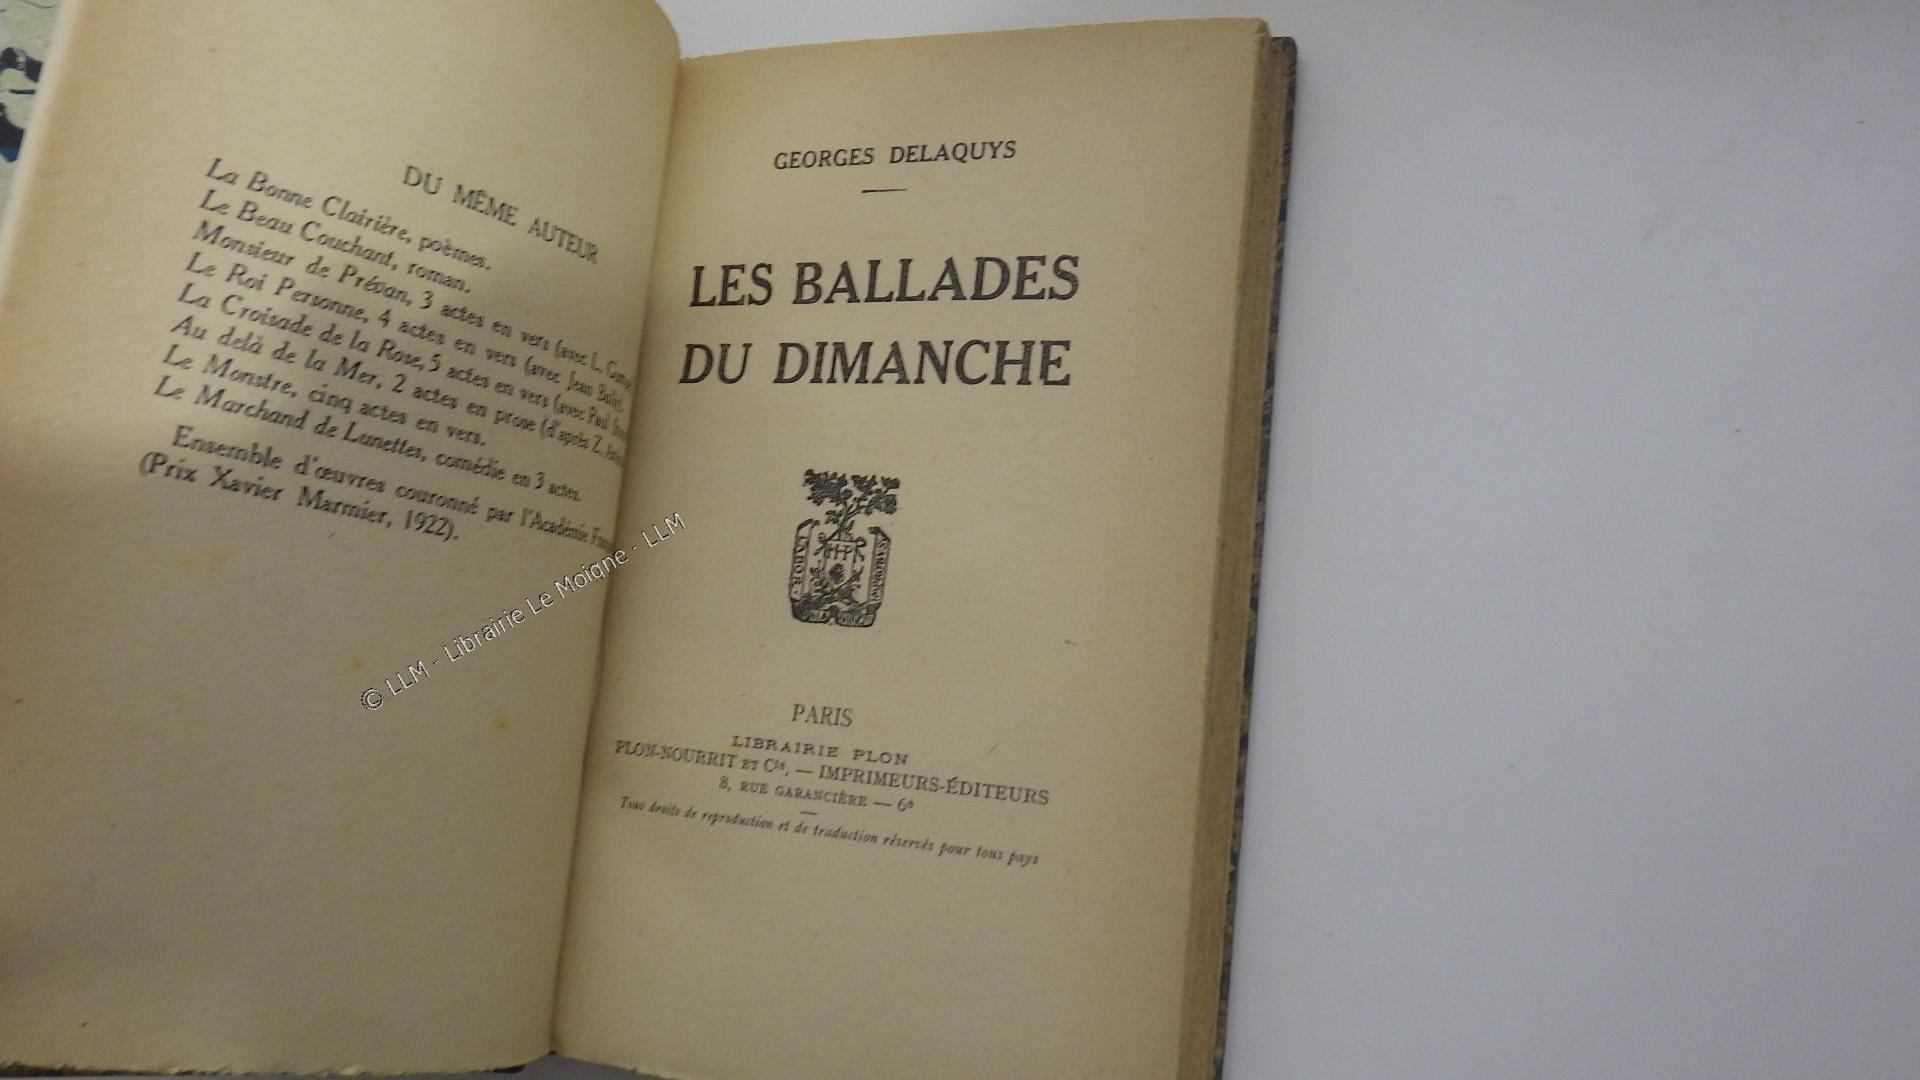 DU MÊME AUTEUR
La Bonne Clairière, poèmes.
Le Beau Couchant, roman.
Monsieur de Prévan, 3 actes en vers (avec L.
Le Roi Personne, 4 actes en vers (avec Jean
La Croisade de la Rose, 5 actes en vers (avec Paul
Au delà de la Mer, 2 actes en prose (d'après Z.
Le Monstre, cinq actes en vers.
Le Marchand de Lunettes, comédie en 3 actes.
Ensemble d'œuvres couronné par l'Académie
(Prix Xavier Marmier, 1922).
GEORGES DELAQUYS
LES BALLADES
DU DIMANCHE
LABOR
PARIS
LIBRAIRIE PLON
PLON-NOURRIT ET Cie, — IMPRIMEURS-ÉDITEURS
8, RUE GARANCIÈRE — 6e
Tous droits de reproduction et de traduction réservés pour tous pays
© LLM - Librairie Le Moigne - LLM